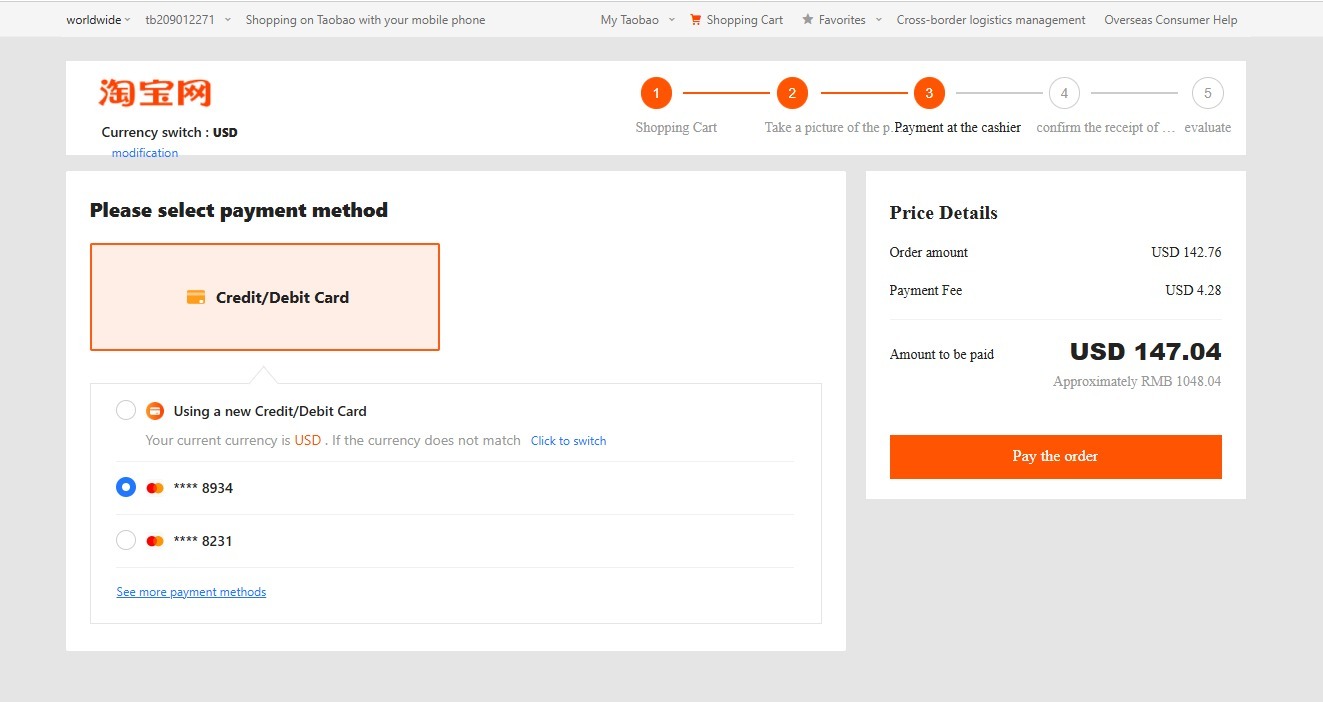 worldwide tb209012271 Shopping on Taobao with your mobile phone My Taobao Shopping Cart Favorites Cross-border logistics management Overseas Consumer Help
淘宝网
Currency switch : USD
modification
1 2 3 4 5
Shopping Cart Take a picture of the p. Payment at the cashier confirm the receipt of … evaluate
Please select payment method
Credit/Debit Card
Using a new Credit/Debit Card
Your current currency is USD . If the currency does not match Click to switch
**** 8934
**** 8231
See more payment methods
Price Details
Order amount USD 142.76
Payment Fee USD 4.28
Amount to be paid USD 147.04
Approximately RMB 1048.04
Pay the order